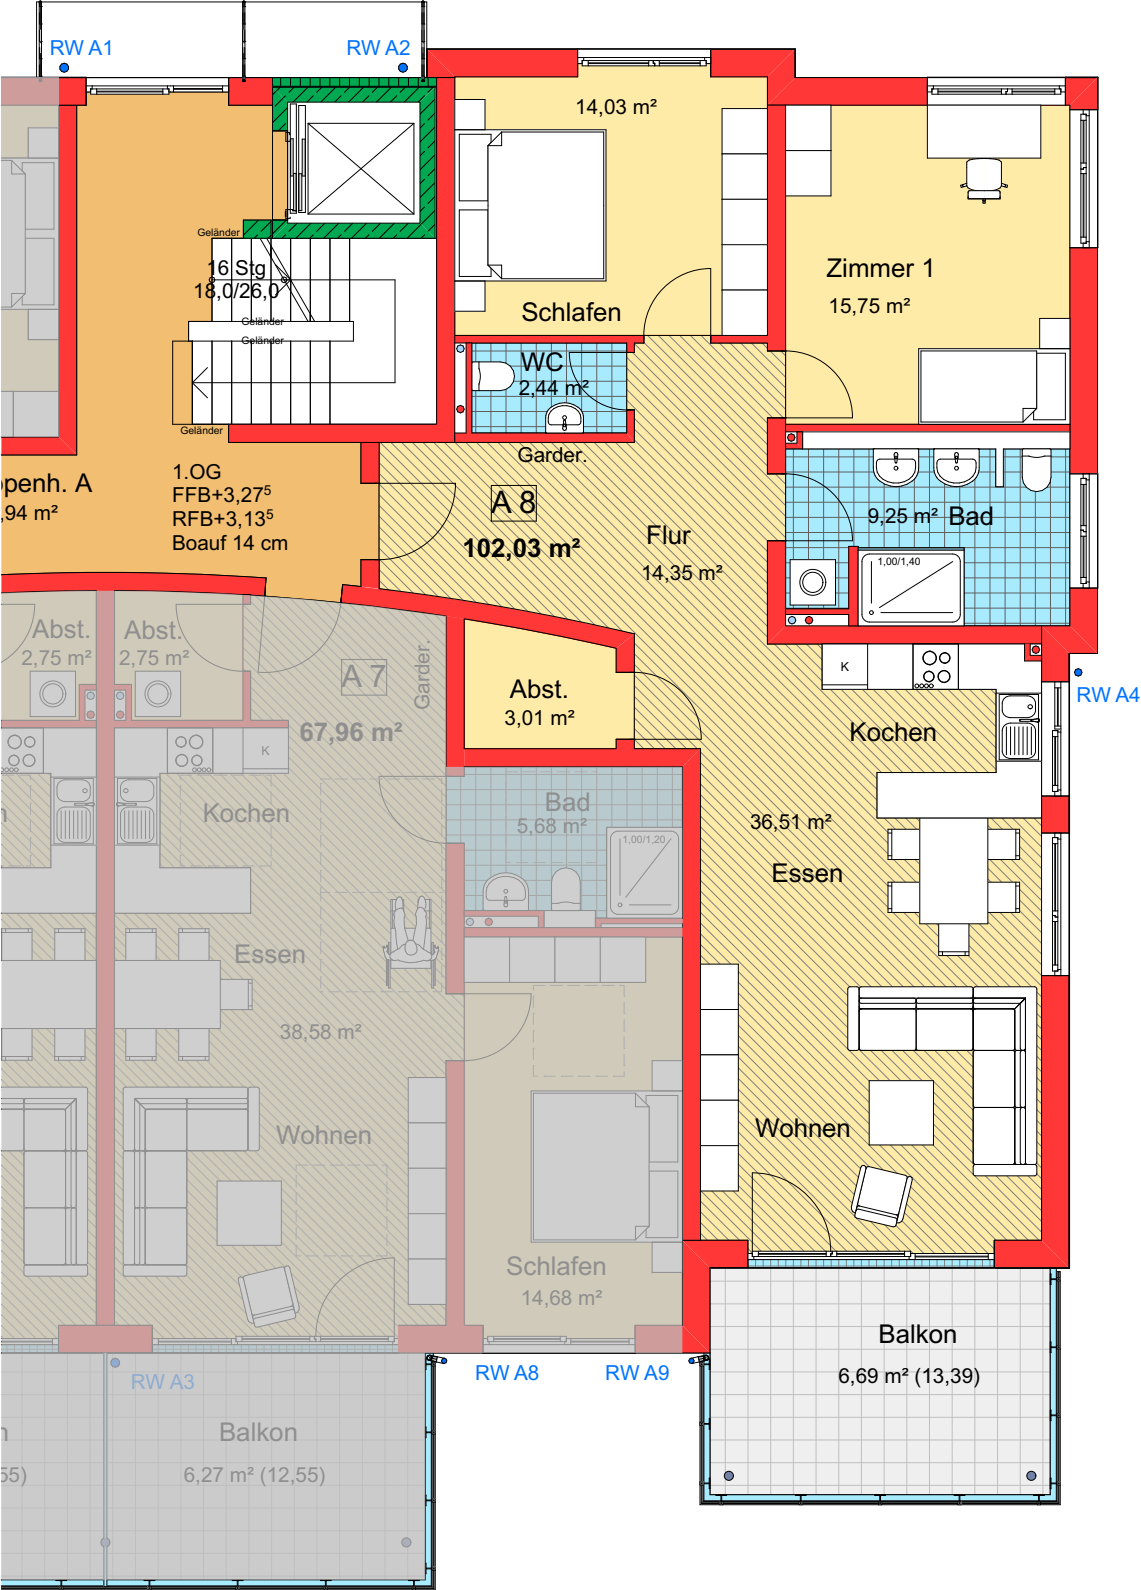 RW A1
RW A2
14,03 m²
Schlafen
Zimmer 1
15,75 m²
Geländer
16 Stg
18,0/26,0
Geländer
Geländer
Geländer
WC
2,44 m²
Garder.
A 8
102,03 m²
Flur
14,35 m²
9,25 m² Bad
1,00/1,40
ppenh. A
,94 m²
1.OG
FFB+3,27⁵
RFB+3,13⁵
Boauf 14 cm
Abst.
2,75 m²
Abst.
2,75 m²
A 7
67,96 m²
Garder.
Abst.
3,01 m²
K
RW A4
Kochen
36,51 m²
Essen
K
n
Kochen
Bad
5,68 m²
1,00/1,20
Essen
38,58 m²
Wohnen
Wohnen
Schlafen
14,68 m²
RW A3
RW A8
RW A9
Balkon
6,69 m² (13,39)
n
55)
Balkon
6,27 m² (12,55)